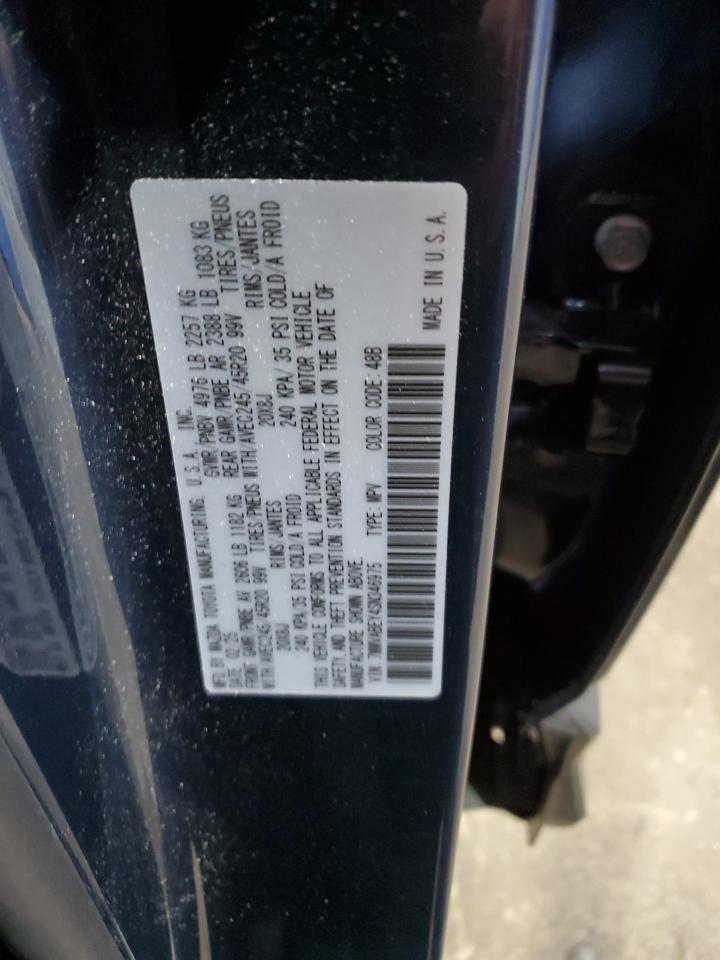 MFD BY MAZDA TOYOTA MANUFACTURING, U.S.A., INC.
DATE: 02/25 GVWR/PNBV 4976 LB 2257 KG
FRONT GAWR/PNBE AV 2606 LB 1182 KG REAR GAWR/PNBE AR 2388 LB 1083 KG
WITH/AVEC245/45R20 99V TIRES/PNEUS WITH/AVEC245/45R20 99V TIRES/PNEUS
20X8J RIMS/JANTES 20X8J RIMS/JANTES
240 KPA/35 PSI COLD/A FROID 240 KPA/35 PSI COLD/A FROID
THIS VEHICLE CONFORMS TO ALL APPLICABLE FEDERAL MOTOR VEHICLE
SAFETY AND THEFT PREVENTION STANDARDS IN EFFECT ON THE DATE OF
MANUFACTURE SHOWN ABOVE.
VIN: TYPE: MPV COLOR CODE: 48B
MADE IN U.S.A.